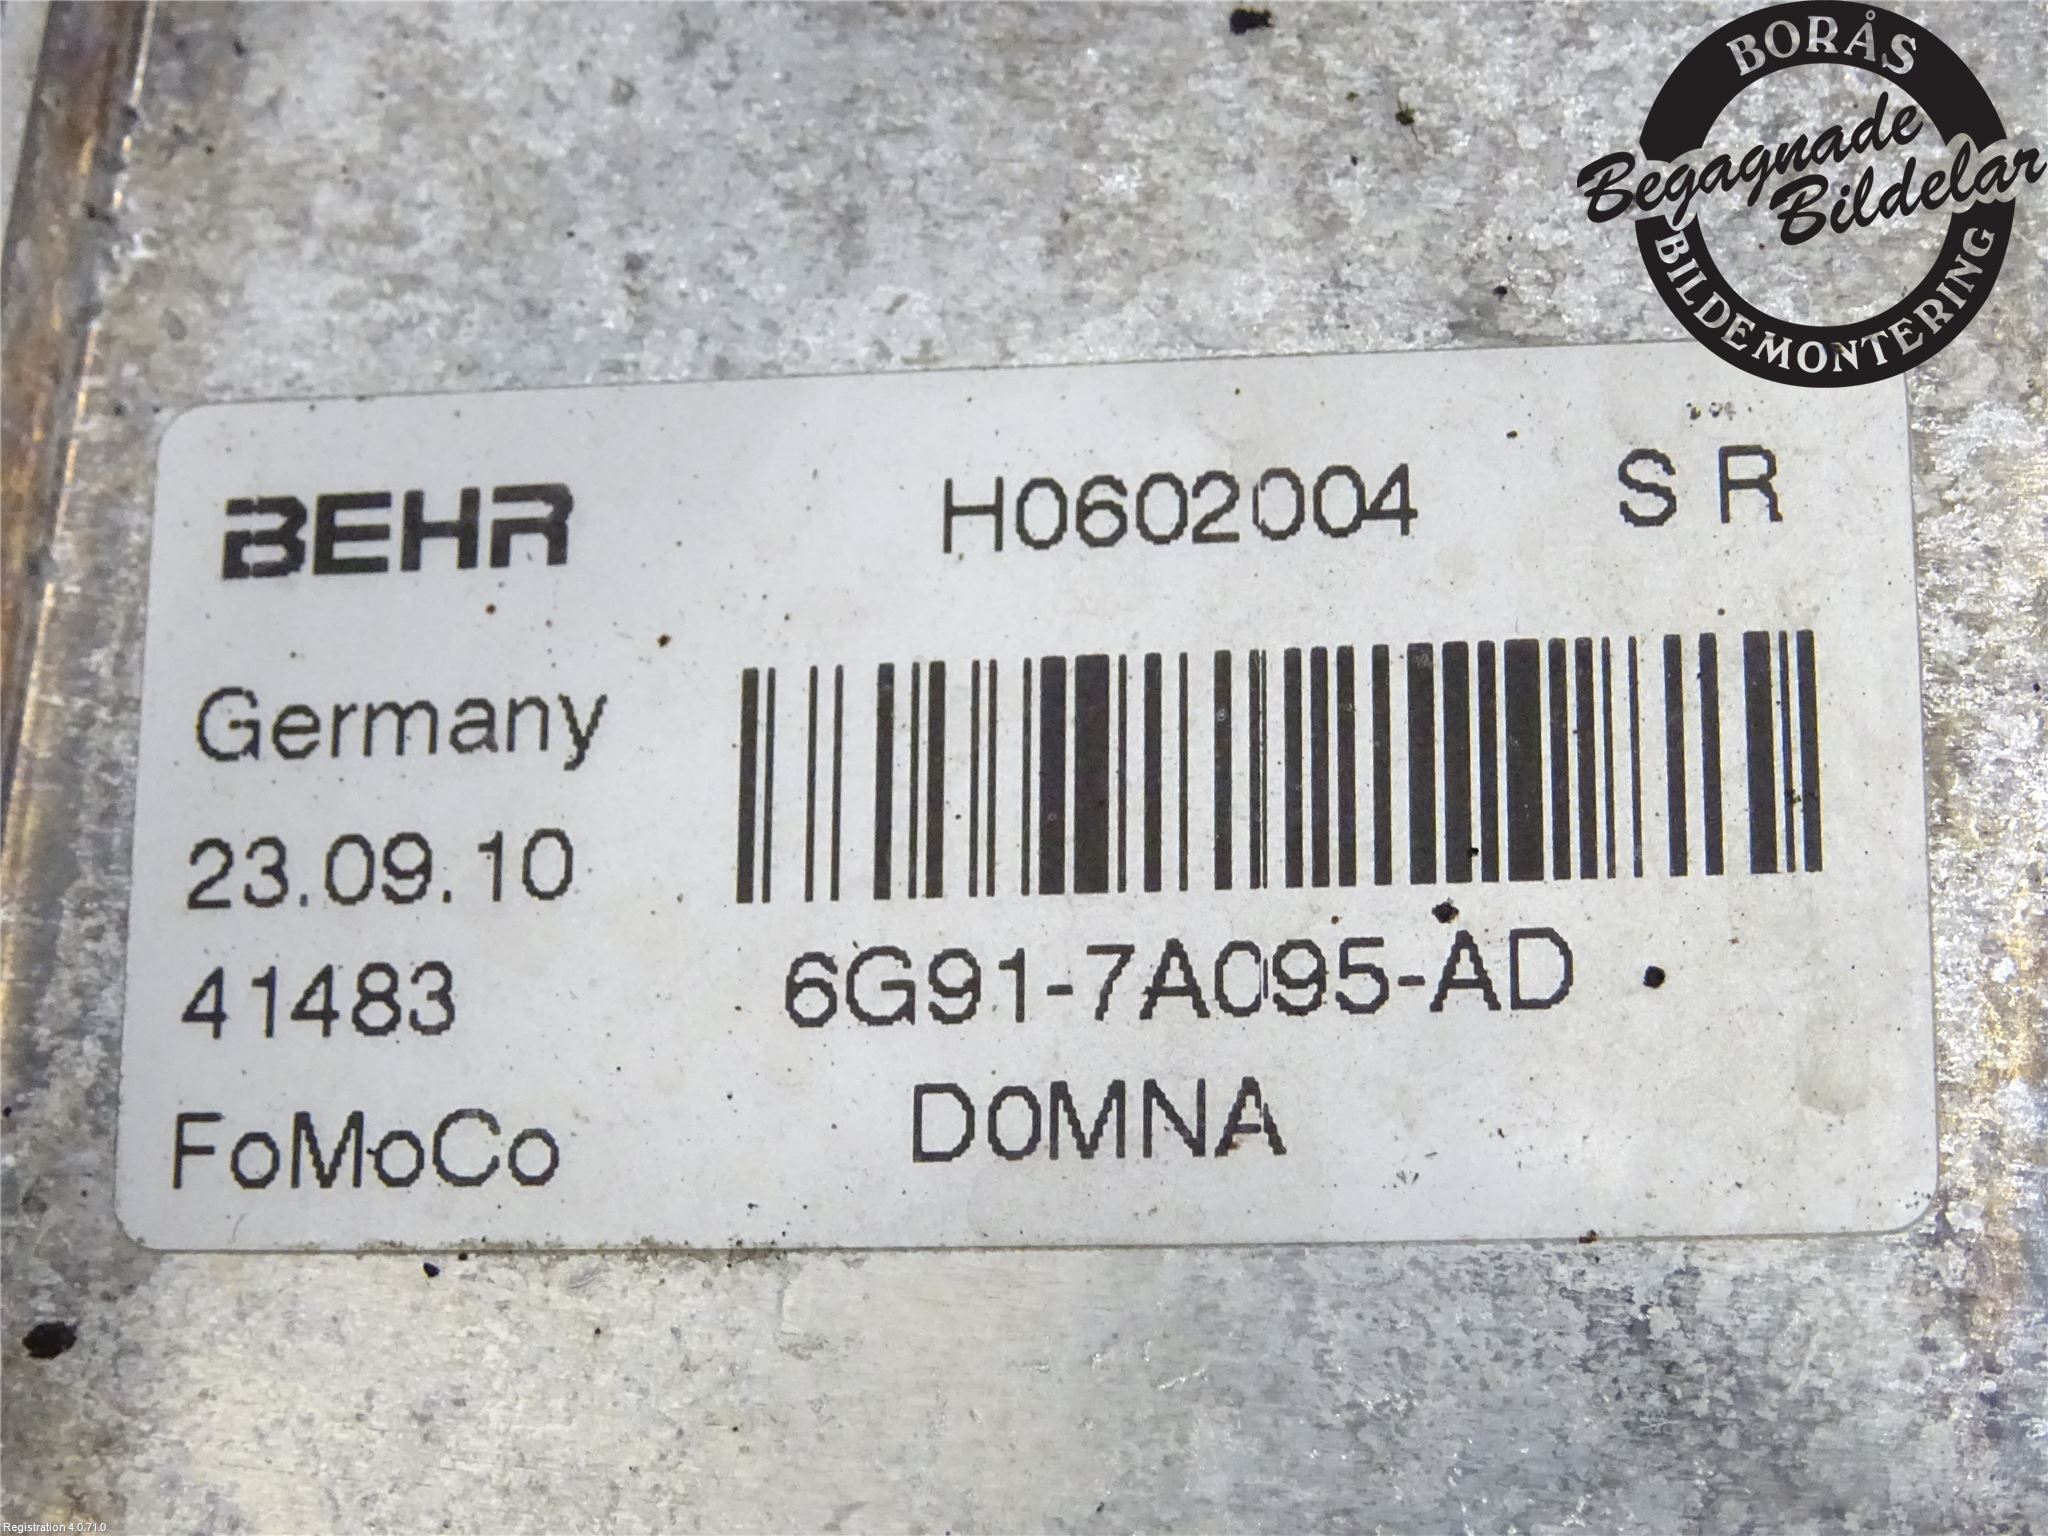 BORÅS
Begagnade
Bildelar
BILDEMONTERING
BEHR H0602004 S R
Germany
23.09.10
41483 6G91-7A095-AD
FoMoCo D0MNA
Registration 4.0.71.0